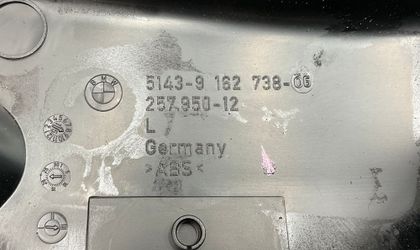 BMW
5143-9 162 738-06
257.950-12
L
Germany
>ABS<